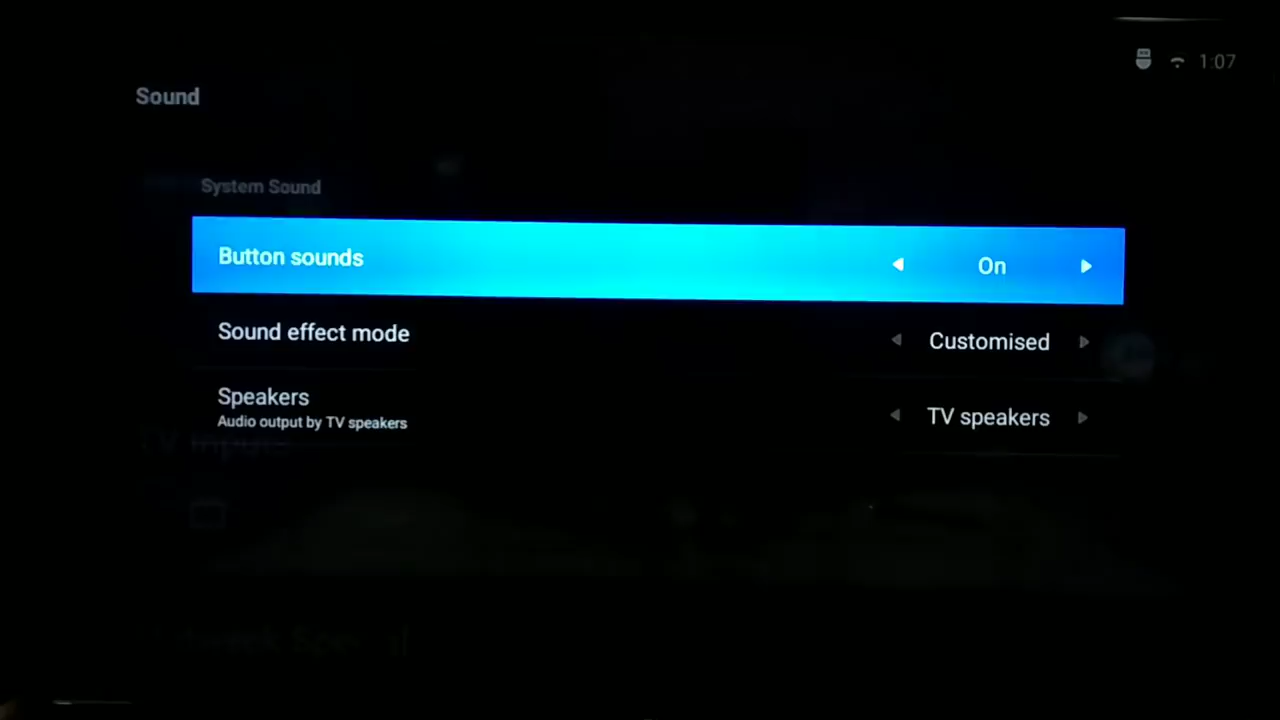 1:07
Sound
System Sound
Button sounds
On
Sound effect mode
Customised
Speakers
Audio output by TV speakers
TV speakers